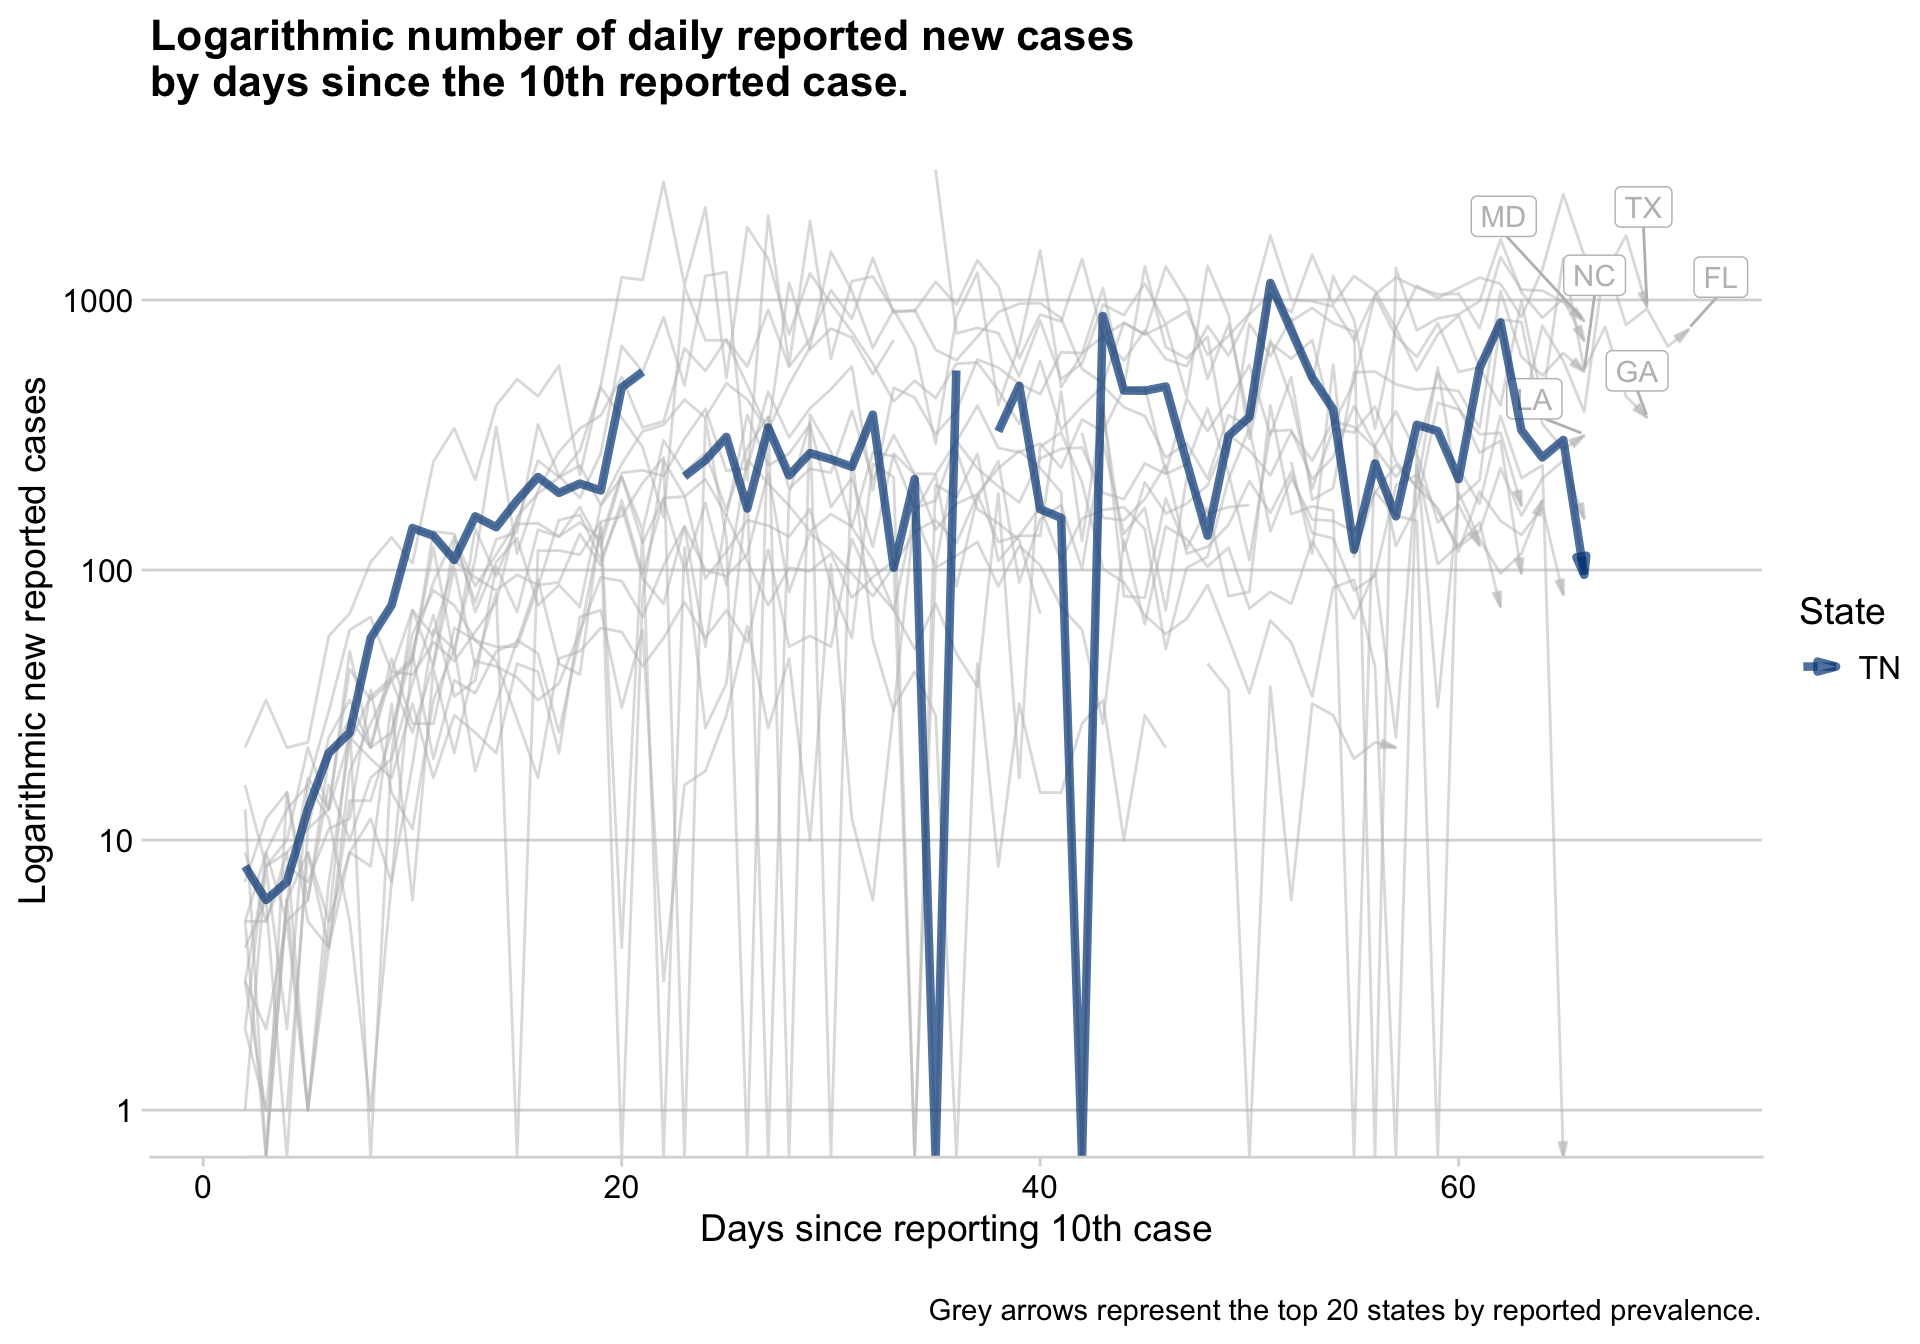 Logarithmic number of daily reported new cases
by days since the 10th reported case.
Logarithmic new reported cases
1000
100
10
1
MD
TX
NC
FL
GA
LA
State
TN
0
20
40
60
Days since reporting 10th case
Grey arrows represent the top 20 states by reported prevalence.